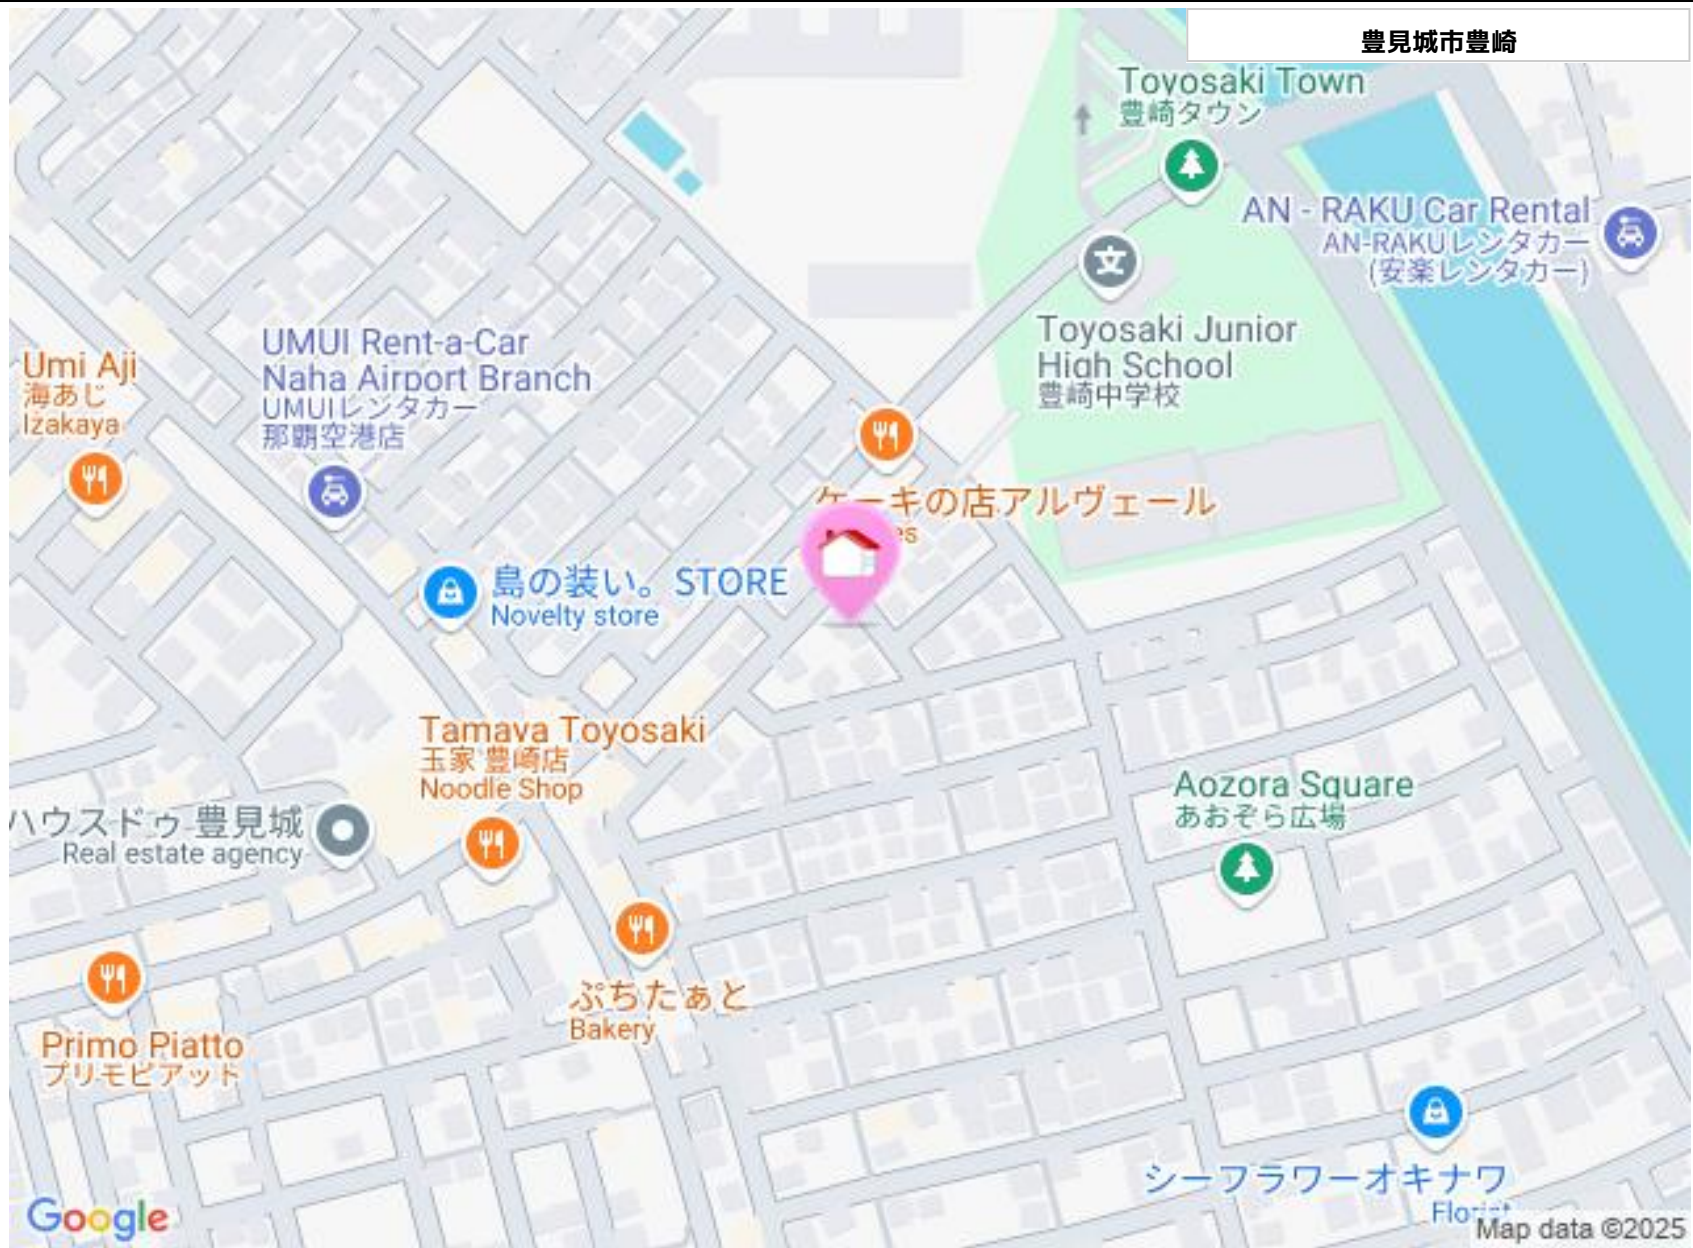 豊見城市豊崎
Toyosaki Town
豊崎タウン
AN - RAKU Car Rental
AN-RAKUレンタカー
(安楽レンタカー)
Toyosaki Junior
High School
豊崎中学校
UMUI Rent-a-Car
Naha Airport Branch
UMUIレンタカー
那覇空港店
Umi Aji
海あじ
Izakaya
ケーキの店アルヴェール
島の装い。STORE
Novelty store
Tamaya Toyosaki
玉家 豊崎店
Noodle Shop
Aozora Square
あおぞら広場
ハウスドゥ 豊見城
Real estate agency
ぷちたぁと
Bakery
Primo Piatto
プリモピアット
シーフラワーオキナワ
Google
Map data ©2025